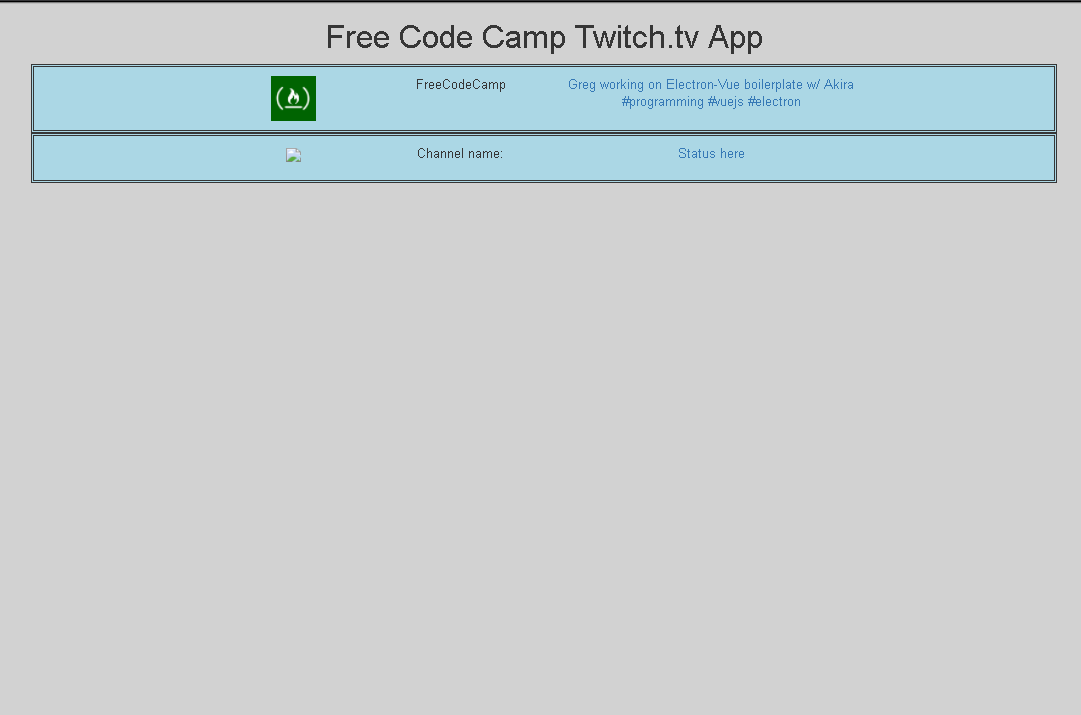 Free Code Camp Twitch.tv App
FreeCodeCamp
Greg working on Electron-Vue boilerplate w/ Akira
#programming #vuejs #electron
Channel name:
Status here